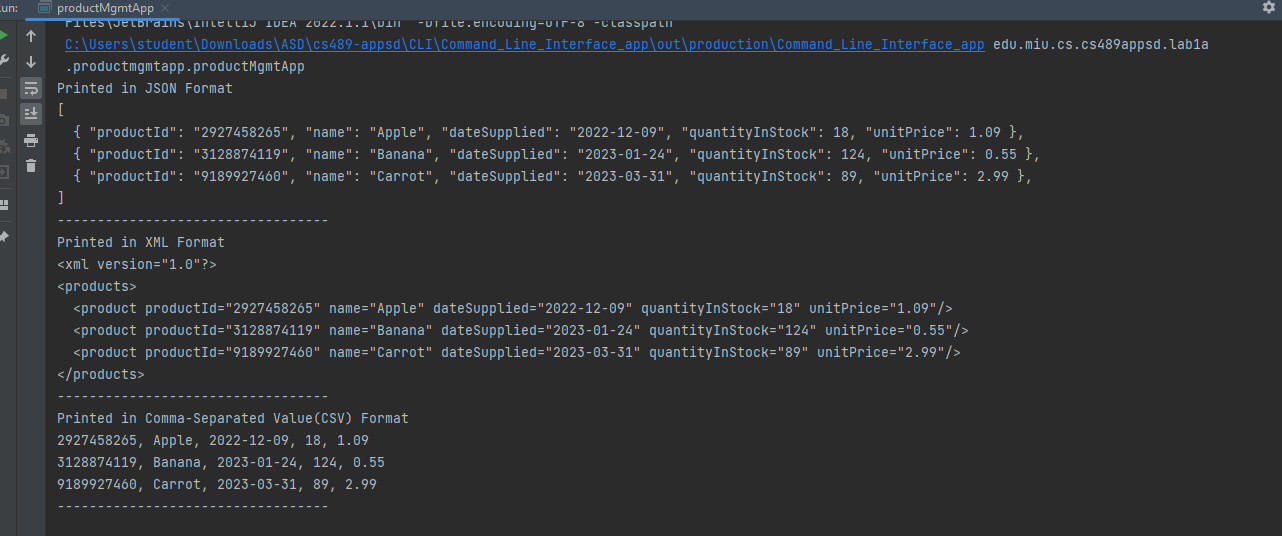 Run:
productMgmtApp
Files\JetBrains\IntelliJ IDEA 2022.1.1\bin" -Dfile.encoding=UTF-8 -classpath
C:\Users\student\Downloads\ASD\cs489-appsd\CLI\Command_Line_Interface_app\out\production\Command_Line_Interface_app edu.miu.cs.cs489appsd.lab1a
.productmgmtapp.productMgmtApp
Printed in JSON Format
[
  { "productId": "2927458265", "name": "Apple", "dateSupplied": "2022-12-09", "quantityInStock": 18, "unitPrice": 1.09 },
  { "productId": "3128874119", "name": "Banana", "dateSupplied": "2023-01-24", "quantityInStock": 124, "unitPrice": 0.55 },
  { "productId": "9189927460", "name": "Carrot", "dateSupplied": "2023-03-31", "quantityInStock": 89, "unitPrice": 2.99 },
]
----------------------------------
Printed in XML Format
<xml version="1.0"?>
<products>
  <product productId="2927458265" name="Apple" dateSupplied="2022-12-09" quantityInStock="18" unitPrice="1.09"/>
  <product productId="3128874119" name="Banana" dateSupplied="2023-01-24" quantityInStock="124" unitPrice="0.55"/>
  <product productId="9189927460" name="Carrot" dateSupplied="2023-03-31" quantityInStock="89" unitPrice="2.99"/>
</products>
----------------------------------
Printed in Comma-Separated Value(CSV) Format
2927458265, Apple, 2022-12-09, 18, 1.09
3128874119, Banana, 2023-01-24, 124, 0.55
9189927460, Carrot, 2023-03-31, 89, 2.99
----------------------------------